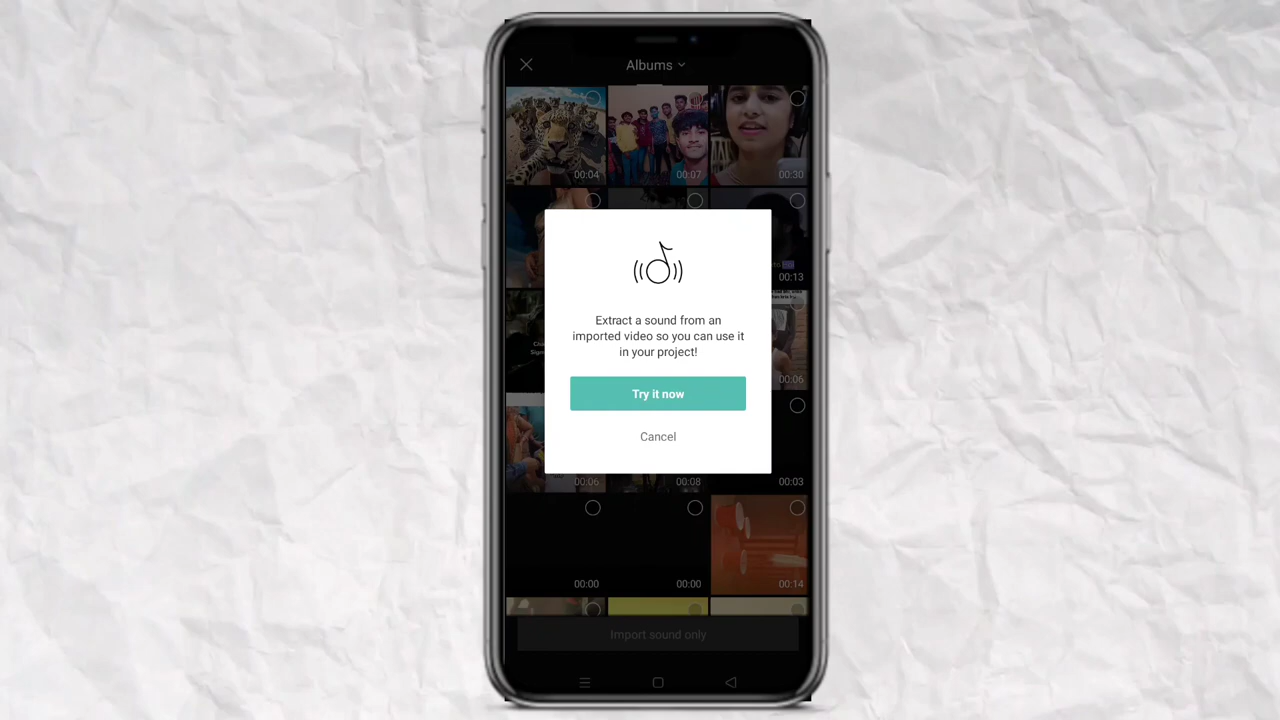 Albums
00:04
00:07
00:30
00:13
Extract a sound from an
imported video so you can use it
in your project!
00:06
Try it now
Cancel
00:06
00:08
00:03
00:00
00:00
00:14
Import sound only